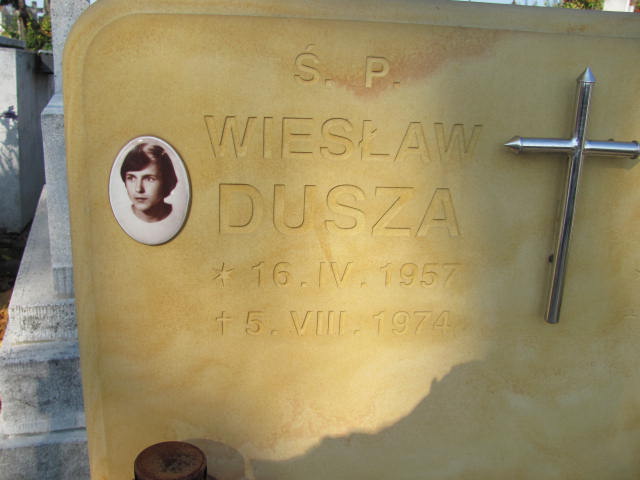 Ś. P.
WIESŁAW
DUSZA
* 16. IV. 1957
✝ 5. VIII. 1974